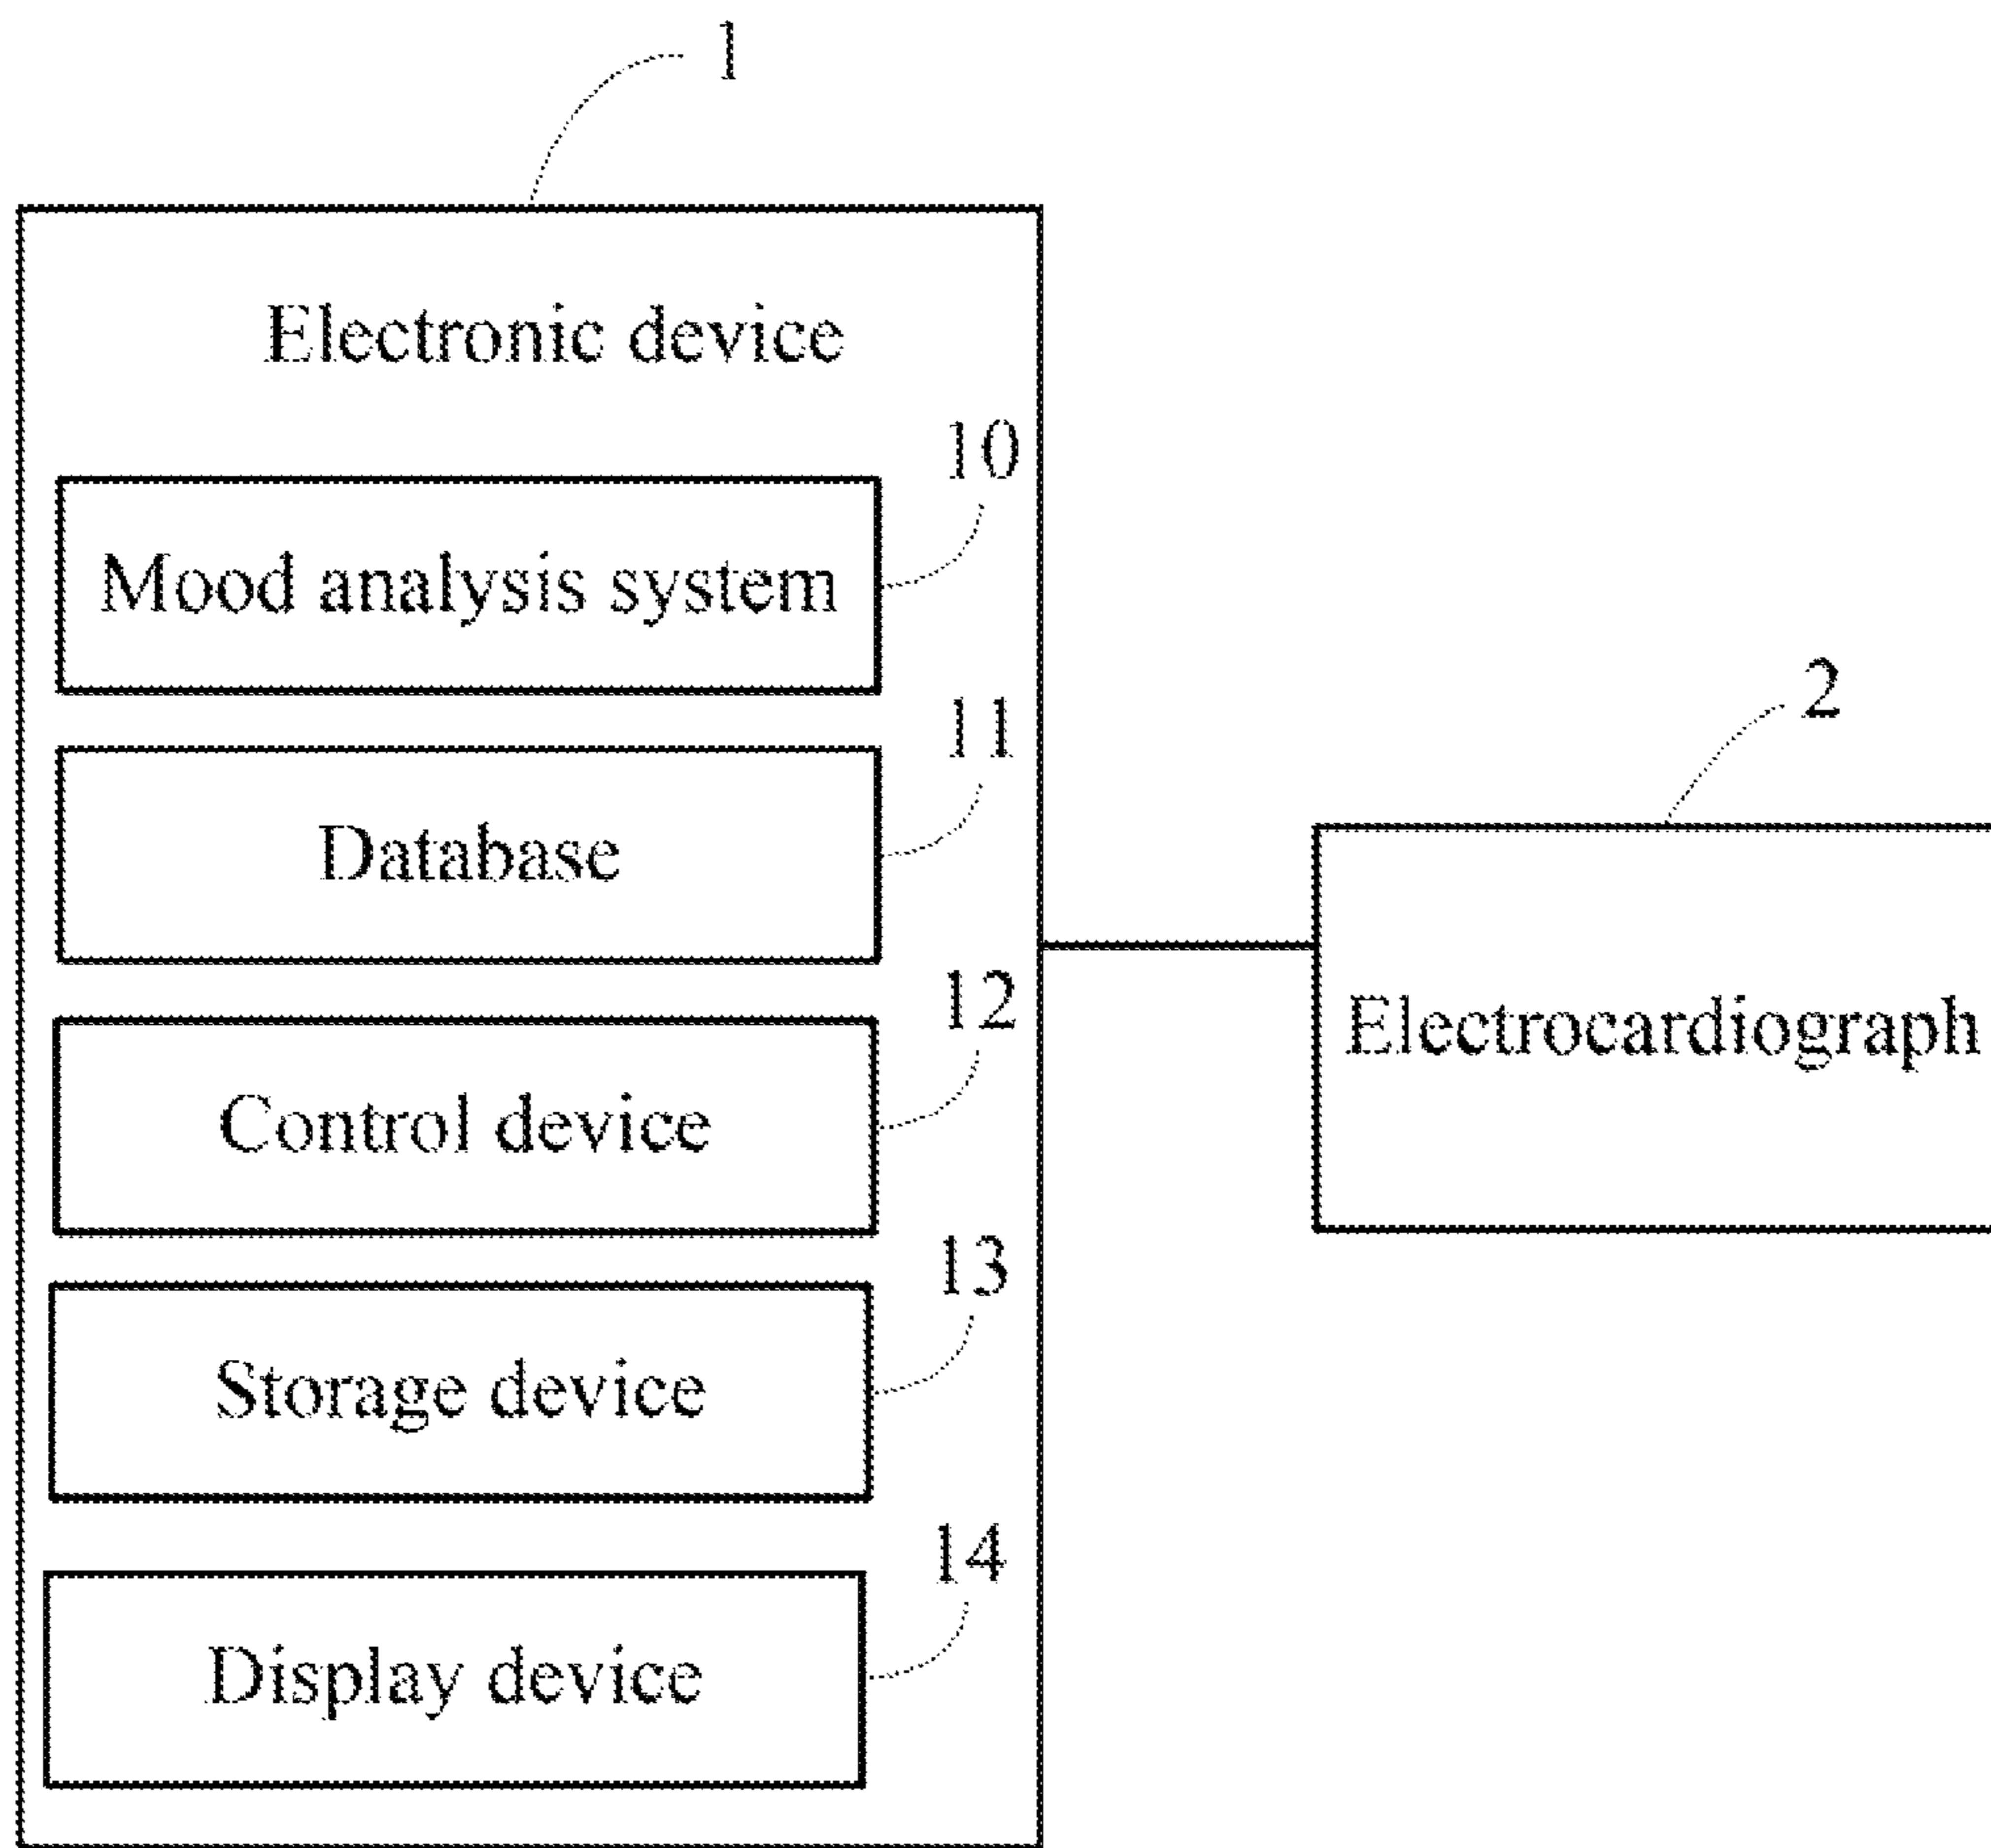 1
Electronic device
10
Mood analysis system
11
Database
2
12
Electrocardiograph
Control device
13
Storage device
14
Display device